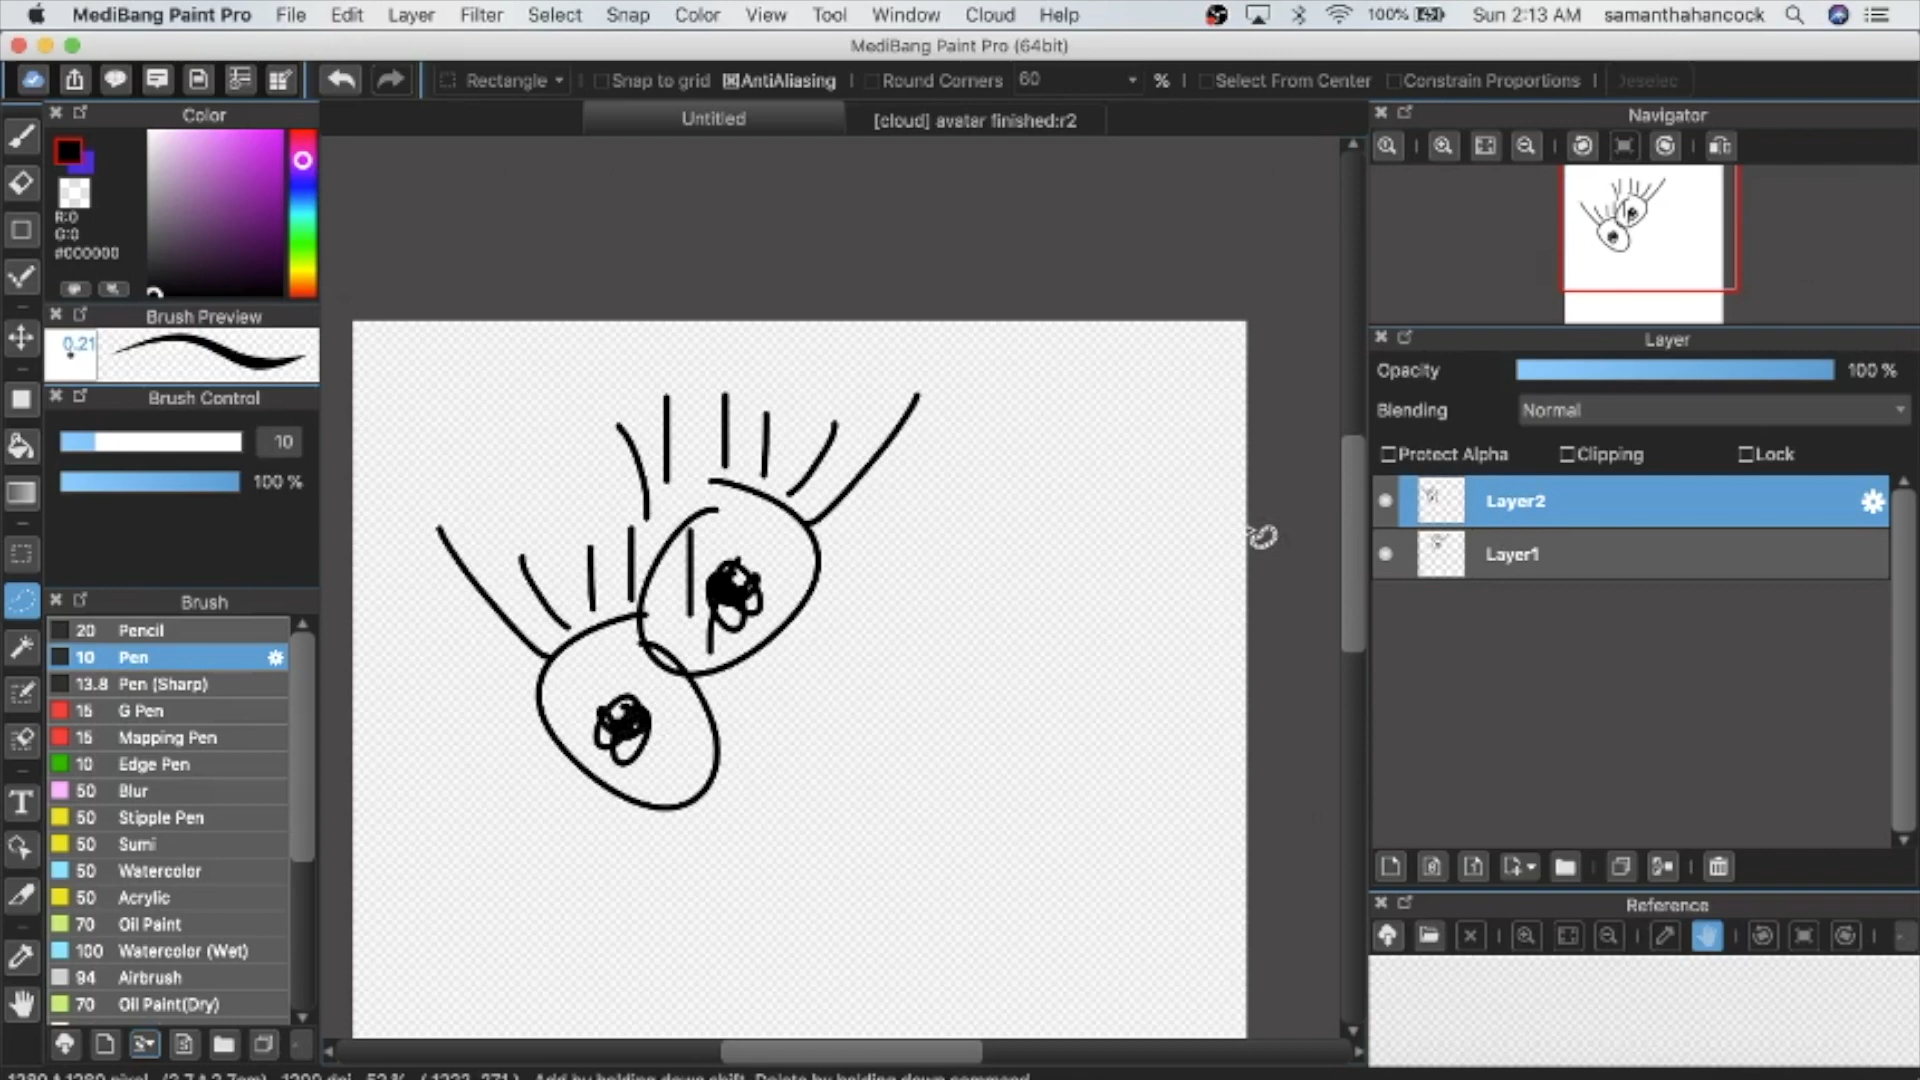 MediBang Paint Pro File Edit Layer Filter Select Snap Color View Tool Window Cloud Help 100% Sun 2:13 AM samanthahancock
MediBang Paint Pro (64bit)
Rectangle Snap to grid AntiAliasing Round Corners 60 % Select From Center Constrain Proportions Deselec
Color
Untitled
[cloud] avatar finished:r2
Navigator
R:0
G:0
#000000
Brush Preview
0.21
Brush Control
10
100 %
Layer
Opacity 100 %
Blending Normal
Protect Alpha Clipping Lock
Layer2
Layer1
Brush
20 Pencil
10 Pen
13.8 Pen (Sharp)
15 G Pen
15 Mapping Pen
10 Edge Pen
50 Blur
50 Stipple Pen
50 Sumi
50 Watercolor
50 Acrylic
70 Oil Paint
100 Watercolor (Wet)
94 Airbrush
70 Oil Paint(Dry)
Reference